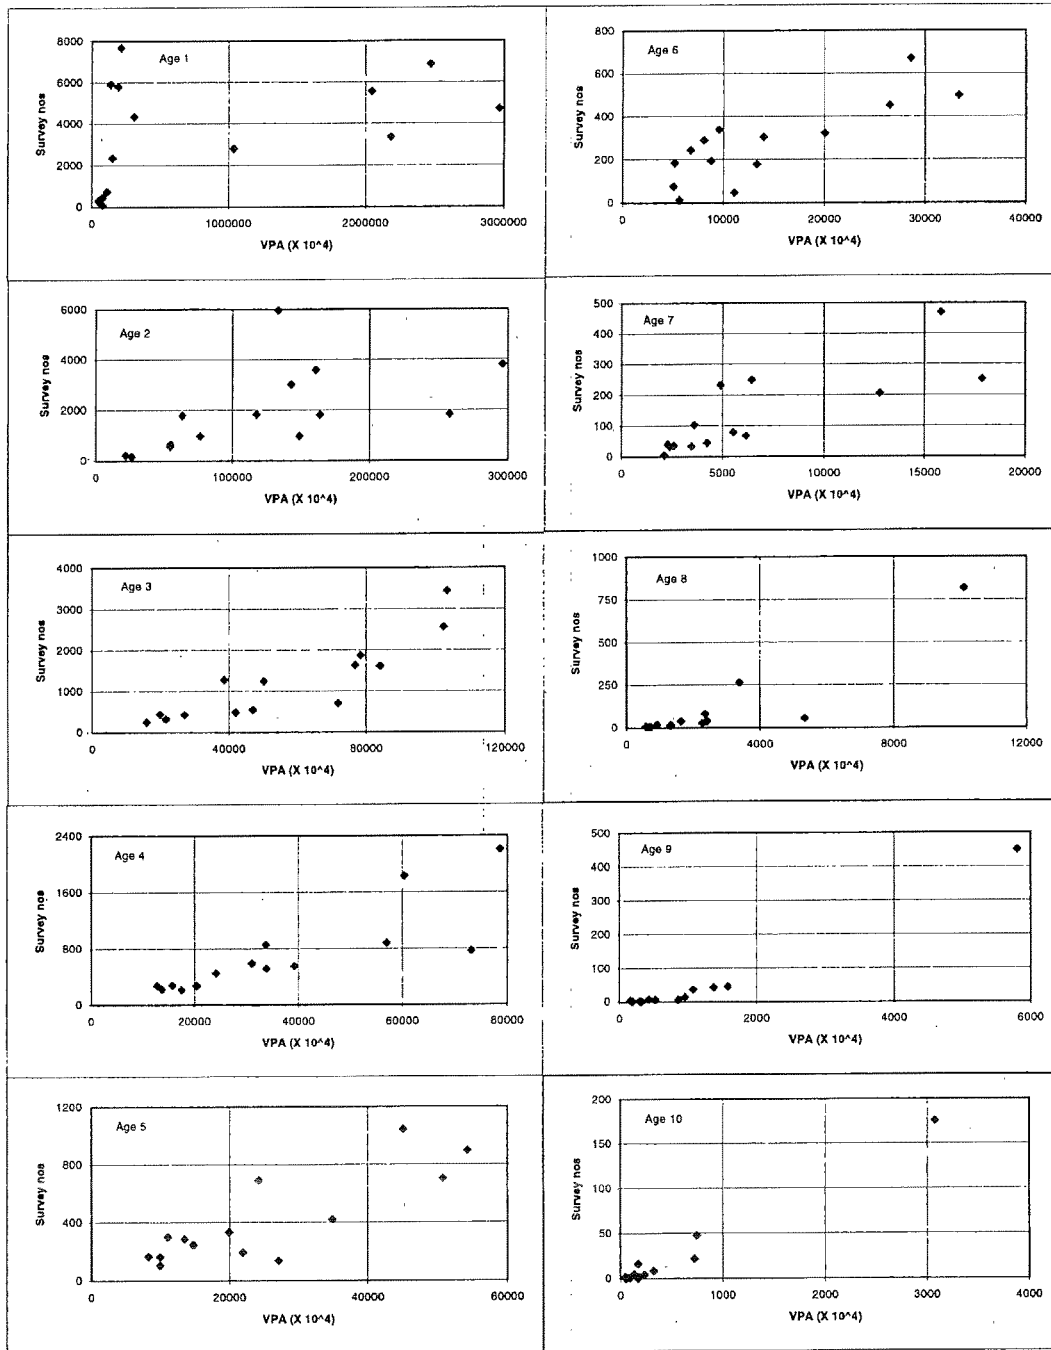 Age 1
Survey nos
8000
6000
4000
2000
0
0 1000000 2000000 3000000
VPA (X 10^4)
Age 2
Survey nos
6000
4000
2000
0
0 100000 200000 300000
VPA (X 10^4)
Age 3
Survey nos
4000
3000
2000
1000
0
0 40000 80000 120000
VPA (X 10^4)
Age 4
Survey nos
2400
1600
800
0
0 20000 40000 60000 80000
VPA (X 10^4)
Age 5
Survey nos
1200
800
400
0
0 20000 40000 60000
VPA (X 10^4)
Age 6
Survey nos
800
600
400
200
0
0 10000 20000 30000 40000
VPA (X 10^4)
Age 7
Survey nos
500
400
300
200
100
0
0 5000 10000 15000 20000
VPA (X 10^4)
Age 8
Survey nos
1000
750
500
250
0
0 4000 8000 12000
VPA (X 10^4)
Age 9
Survey nos
500
400
300
200
100
0
0 2000 4000 6000
VPA (X 10^4)
Age 10
Survey nos
200
150
100
50
0
0 1000 2000 3000 4000
VPA (X 10^4)